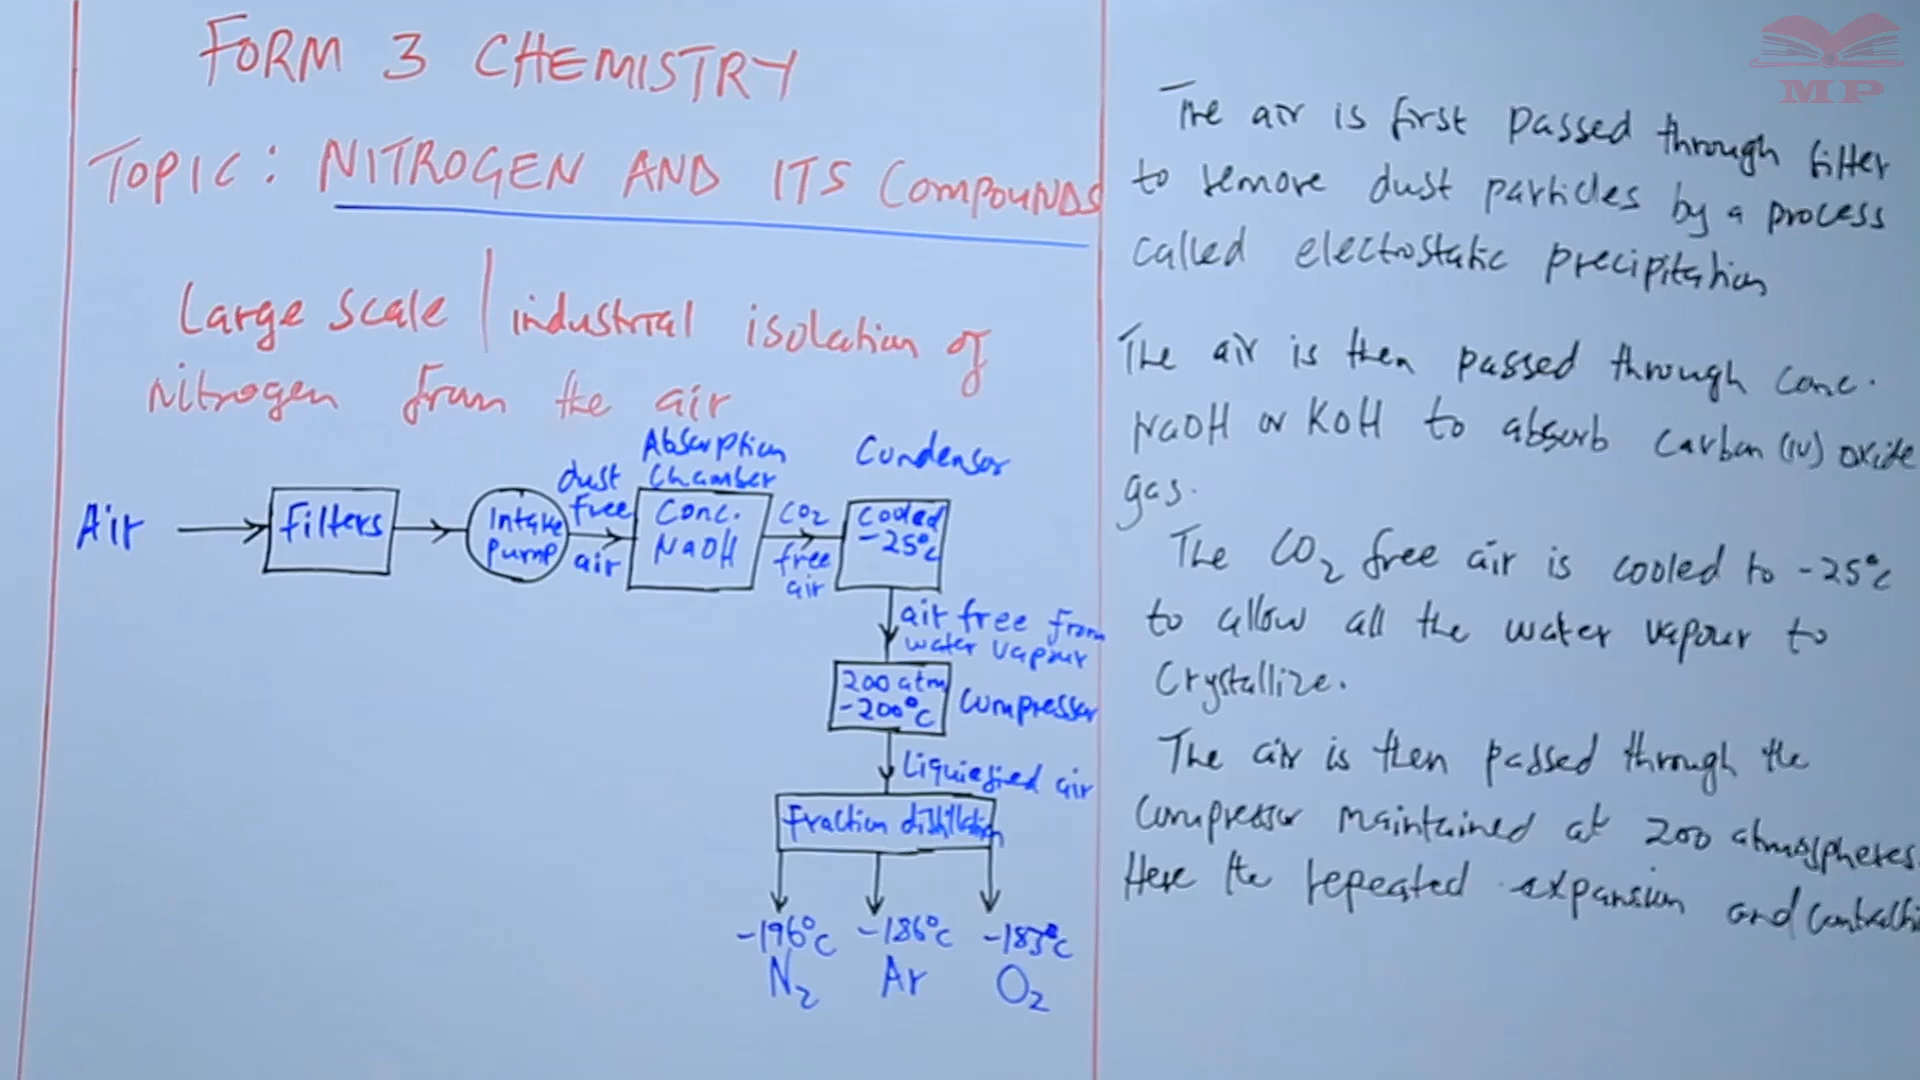 FORM 3 CHEMISTRY
TOPIC: NITROGEN AND ITS COMPOUNDS
Large scale | industrial isolation of
Nitrogen from the air
Air
Filters
Intake
pump
dust
free
air
Absorption
Chamber
Conc.
NaOH
CO2
free
air
Condensor
Cooled
-25°c
air free from
water vapour
200 atm
-200°c
Compressor
Liquiefied air
Fraction distillation
-196°c
N2
-186°c
Ar
-183°c
O2
The air is first passed through filter
to remove dust particles by a process
called electrostatic precipitation
The air is then passed through conc.
NaOH or KOH to absorb carbon (IV) oxide
gas.
The CO2 free air is cooled to -25°c
to allow all the water vapour to
Crystallize.
The air is then passed through the
compressor maintained at 200 atmospheres.
Here the repeated expansion and
MP